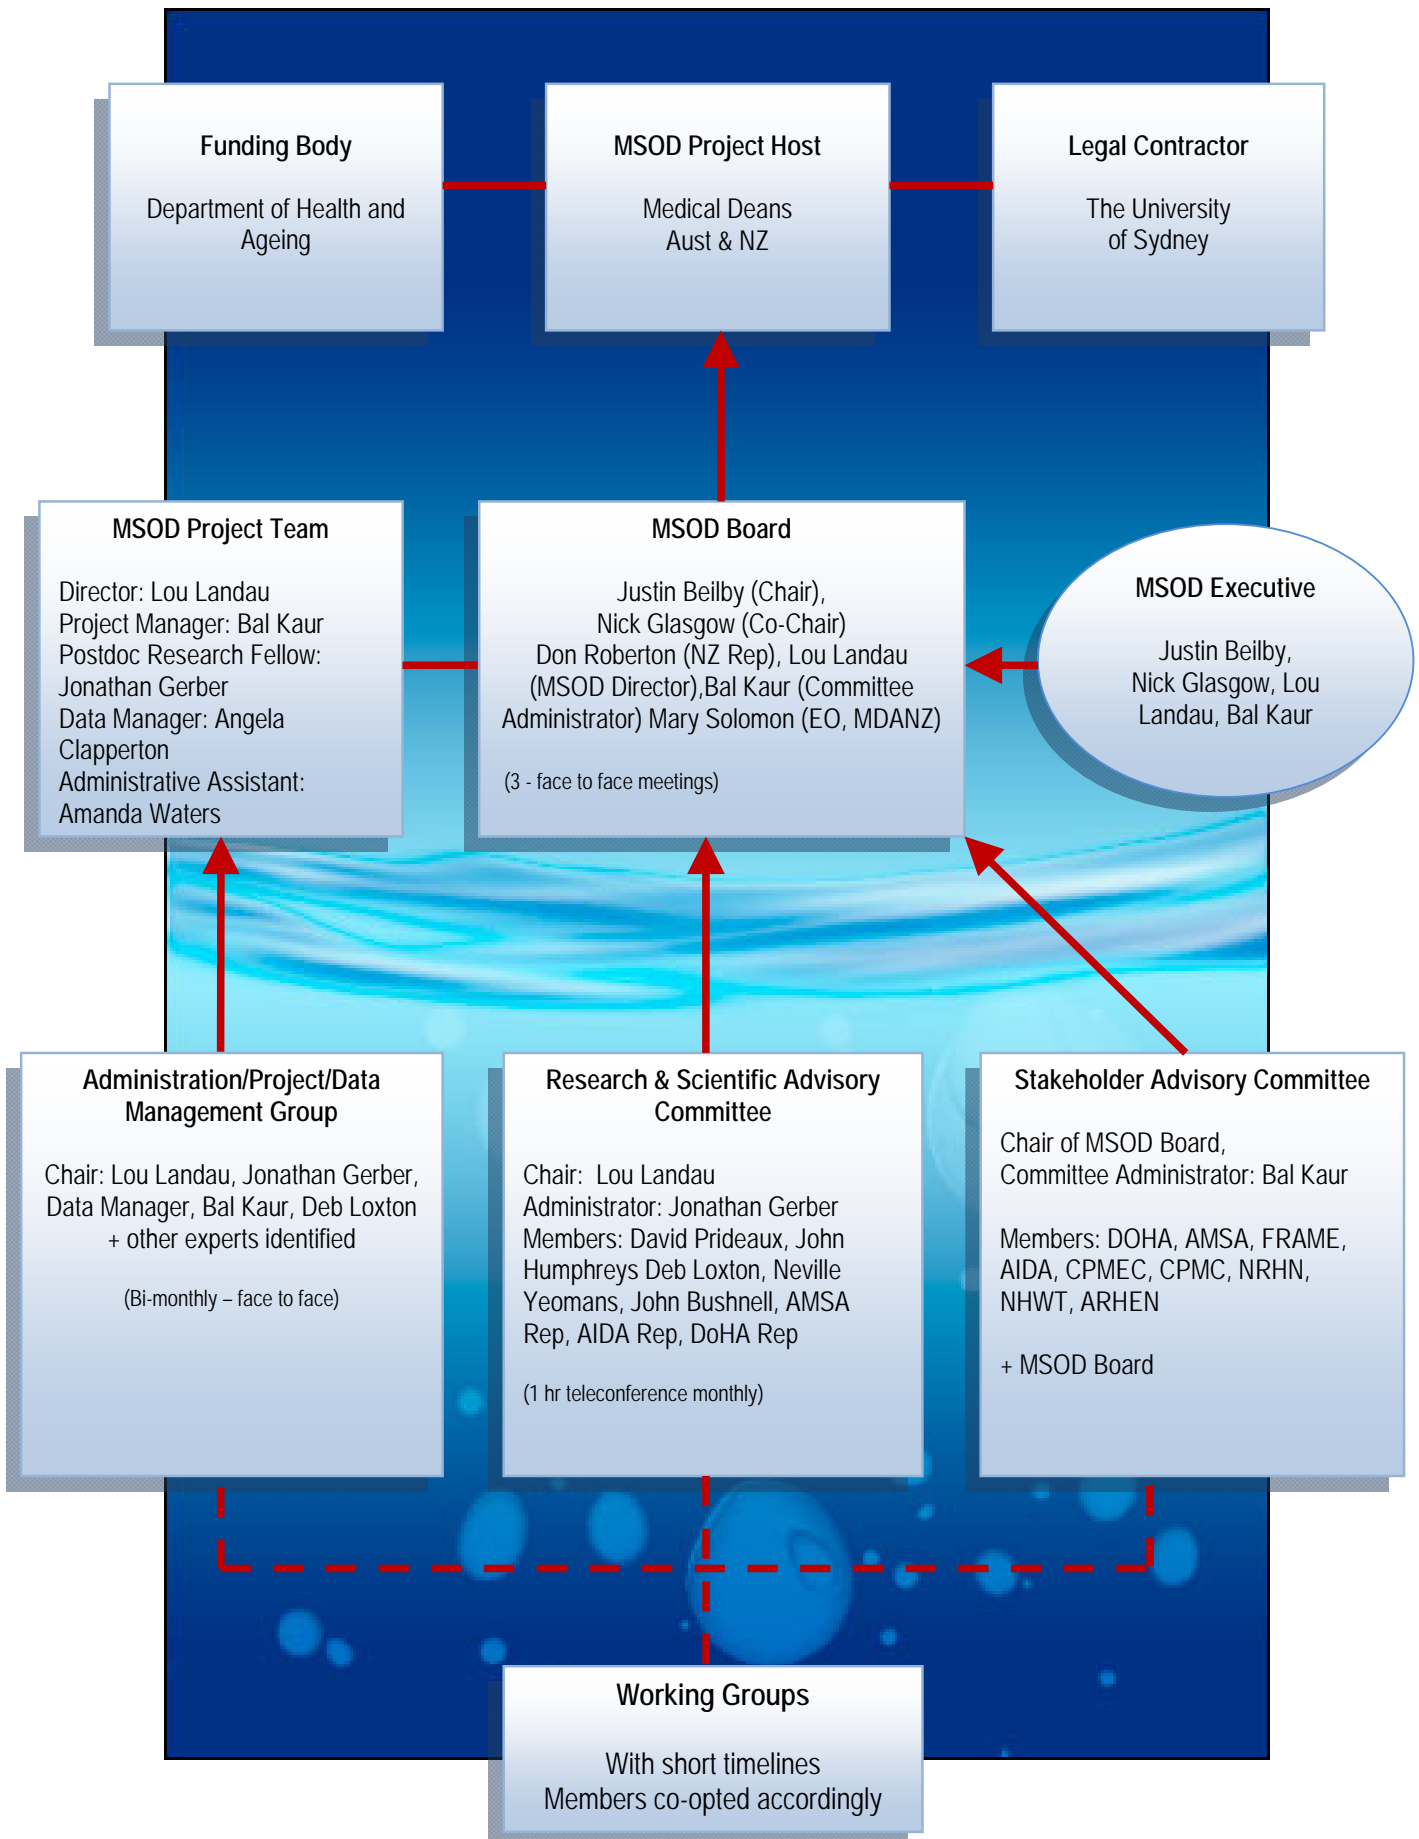 Funding Body
Department of Health and
Ageing
MSOD Project Host
Medical Deans
Aust & NZ
Legal Contractor
The University
of Sydney
MSOD Project Team
Director: Lou Landau
Project Manager: Bal Kaur
Postdoc Research Fellow:
Jonathan Gerber
Data Manager: Angela
Clapperton
Administrative Assistant:
Amanda Waters
MSOD Board
Justin Beilby (Chair),
Nick Glasgow (Co-Chair)
Don Roberton (NZ Rep), Lou Landau
(MSOD Director),Bal Kaur (Committee
Administrator) Mary Solomon (EO, MDANZ)
(3 - face to face meetings)
MSOD Executive
Justin Beilby,
Nick Glasgow, Lou
Landau, Bal Kaur
Administration/Project/Data
Management Group
Chair: Lou Landau, Jonathan Gerber,
Data Manager, Bal Kaur, Deb Loxton
+ other experts identified
(Bi-monthly – face to face)
Research & Scientific Advisory
Committee
Chair:  Lou Landau
Administrator: Jonathan Gerber
Members: David Prideaux, John
Humphreys Deb Loxton, Neville
Yeomans, John Bushnell, AMSA
Rep, AIDA Rep, DoHA Rep
(1 hr teleconference monthly)
Stakeholder Advisory Committee
Chair of MSOD Board,
Committee Administrator: Bal Kaur
Members: DOHA, AMSA, FRAME,
AIDA, CPMEC, CPMC, NRHN,
NHWT, ARHEN
+ MSOD Board
Working Groups
With short timelines
Members co-opted accordingly